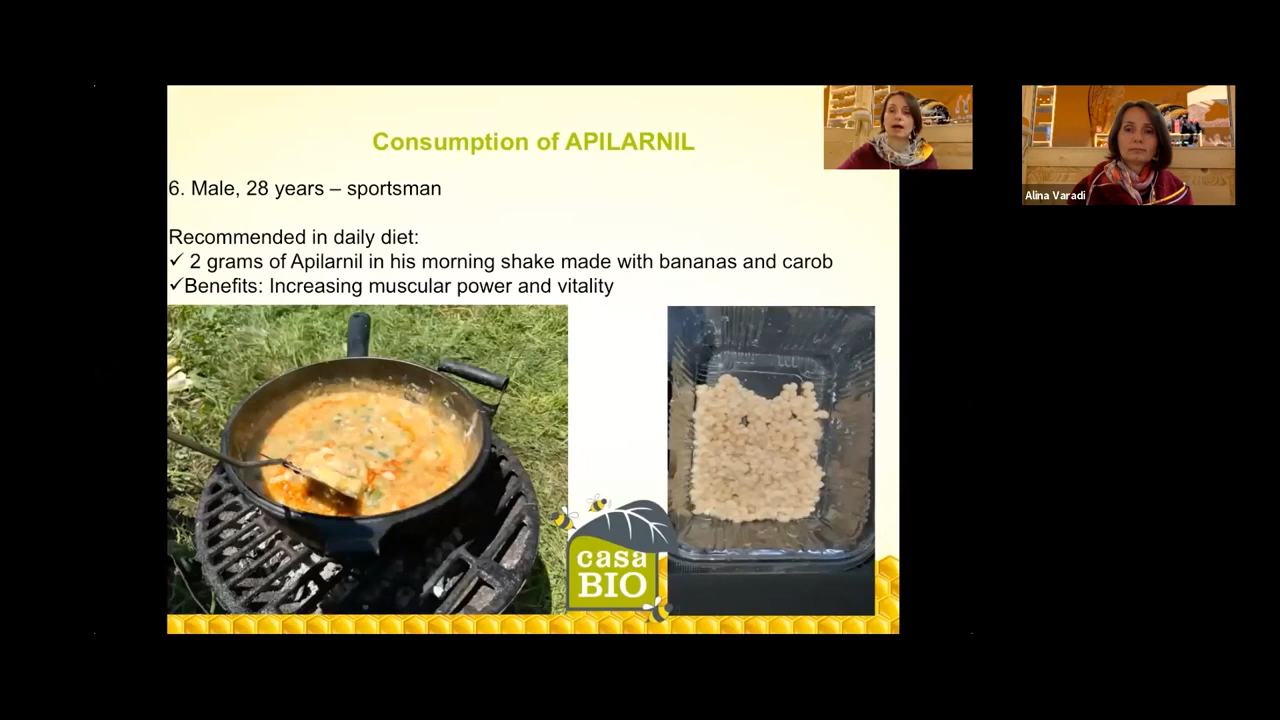 Consumption of APILARNIL
6. Male, 28 years – sportsman
Recommended in daily diet:
✓ 2 grams of Apilarnil in his morning shake made with bananas and carob
✓Benefits: Increasing muscular power and vitality
casa
BIO
Alina Varadi